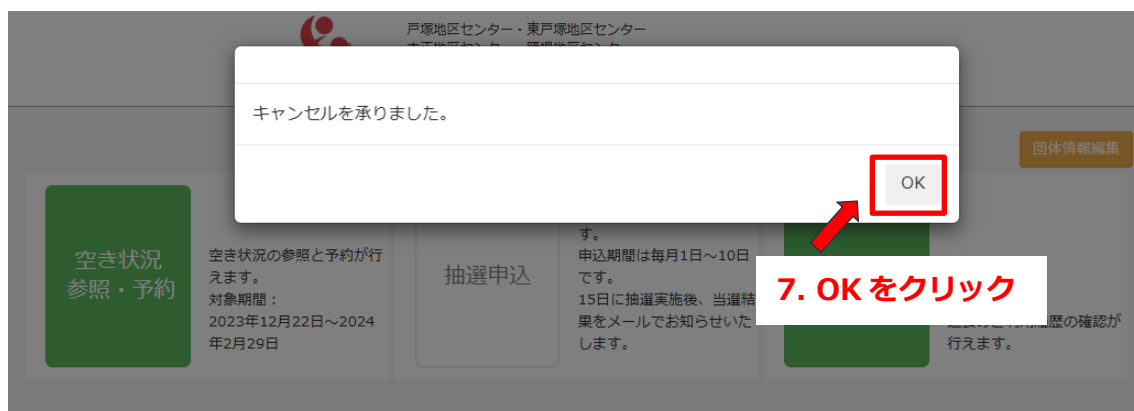 戸塚地区センター・東戸塚地区センター
キャンセルを承りました。
団体情報編集
OK
空き状況
参照・予約
空き状況の参照と予約が行
えます。
対象期間：
2023年12月22日～2024
年2月29日
抽選申込
す。
申込期間は毎月1日～10日
です。
15日に抽選実施後、当選結
果をメールでお知らせいた
します。
7. OK をクリック
歴の確認が
行えます。